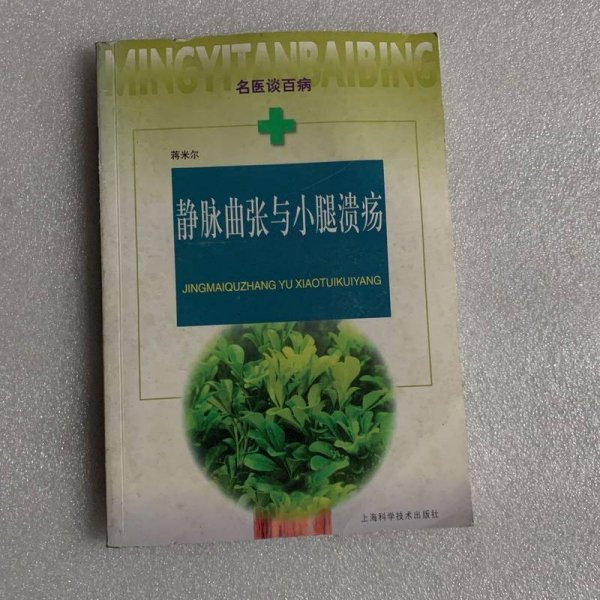 MINGYITANBAIBING
名医谈百病
蒋米尔
静脉曲张与小腿溃疡
JINGMAIQUZHANG YU XIAOTUIKUIYANG
上海科学技术出版社